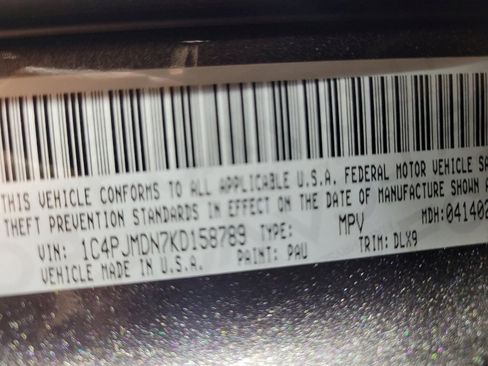 THIS VEHICLE CONFORMS TO ALL APPLICABLE U.S.A. FEDERAL MOTOR VEHICLE SA
THEFT PREVENTION STANDARDS IN EFFECT ON THE DATE OF MANUFACTURE SHOWN A
VIN: 1C4PJMDN7KD158789 TYPE: MPV MDH:041402
VEHICLE MADE IN U.S.A. PAINT: PAU TRIM: DLX9